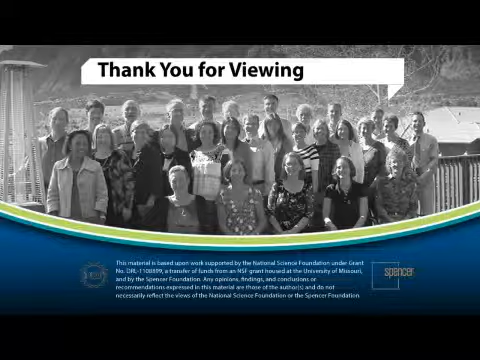 Thank You for Viewing
This material is based upon work supported by the National Science Foundation under Grant
No. DRL-1108899, a transfer of funds from an NSF grant housed at the University of Missouri,
and by the Spencer Foundation. Any opinions, findings, and conclusions or
recommendations expressed in this material are those of the author(s) and do not
necessarily reflect the views of the National Science Foundation or the Spencer Foundation.
spencer